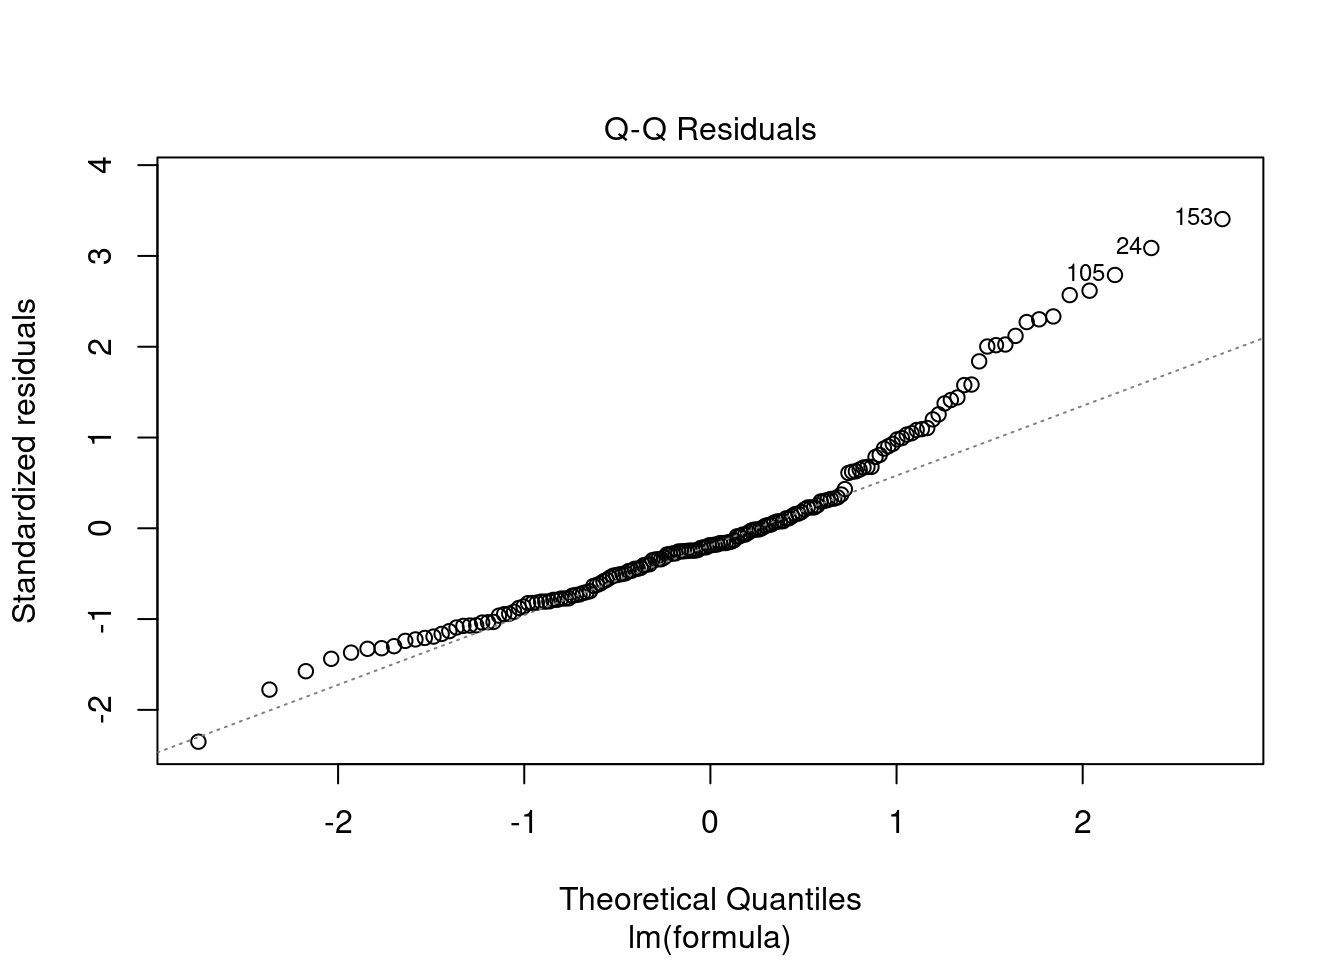 Q-Q Residuals
4
3
2
1
0
-1
-2
Standardized residuals
153
24
105
-2 -1 0 1 2
Theoretical Quantiles
lm(formula)